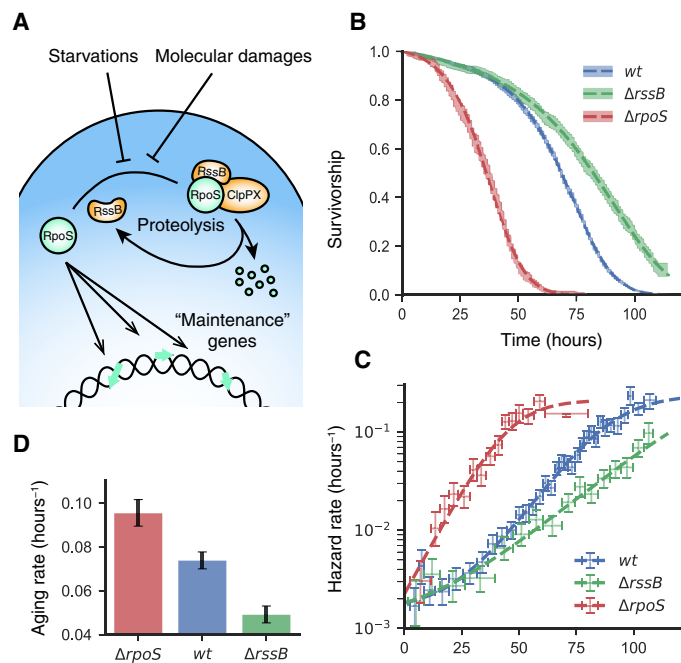 A
Starvations
Molecular damages
RssB
RpoS
ClpPX
RssB
RpoS
Proteolysis
“Maintenance”
genes
B
1.0
0.8
0.6
0.4
0.2
0.0
Survivorship
0
25
50
75
100
Time (hours)
wt
ΔrssB
ΔrpoS
C
10⁻¹
10⁻²
10⁻³
Hazard rate (hours⁻¹)
0
25
50
75
100
wt
ΔrssB
ΔrpoS
D
0.10
0.08
0.06
0.04
Aging rate (hours⁻¹)
ΔrpoS
wt
ΔrssB